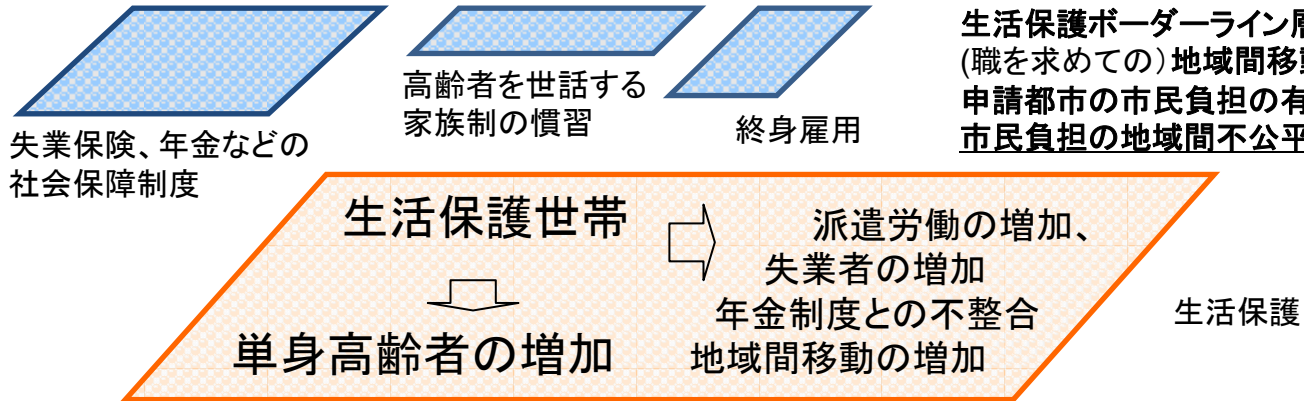 失業保険、年金などの
社会保障制度
高齢者を世話する
家族制の慣習
終身雇用
生活保護ボーダーライン層
(職を求めての)地域間移動
申請都市の市民負担の有
市民負担の地域間不公平
生活保護世帯
単身高齢者の増加
派遣労働の増加、
失業者の増加
年金制度との不整合
地域間移動の増加
生活保護